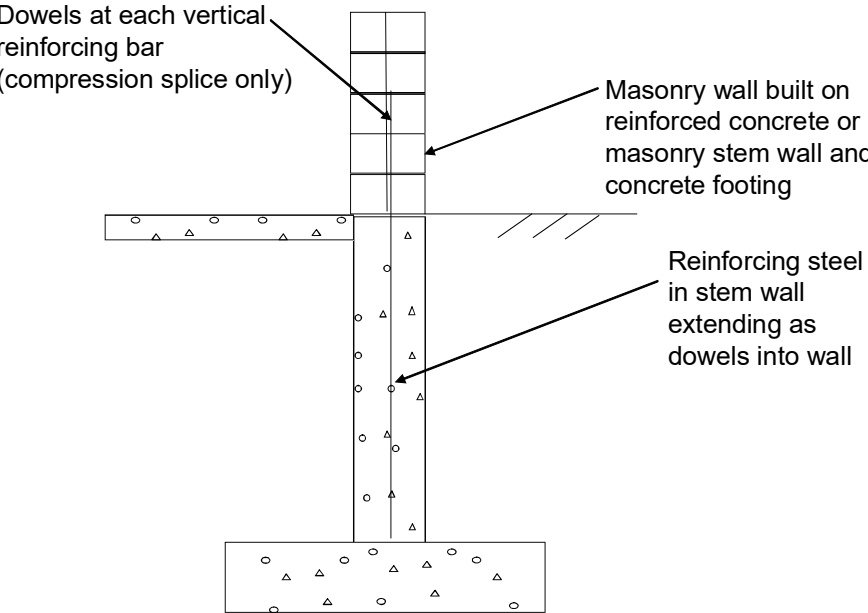 Dowels at each vertical
reinforcing bar
(compression splice only)
Masonry wall built on
reinforced concrete or
masonry stem wall and
concrete footing
Reinforcing steel
in stem wall
extending as
dowels into wall